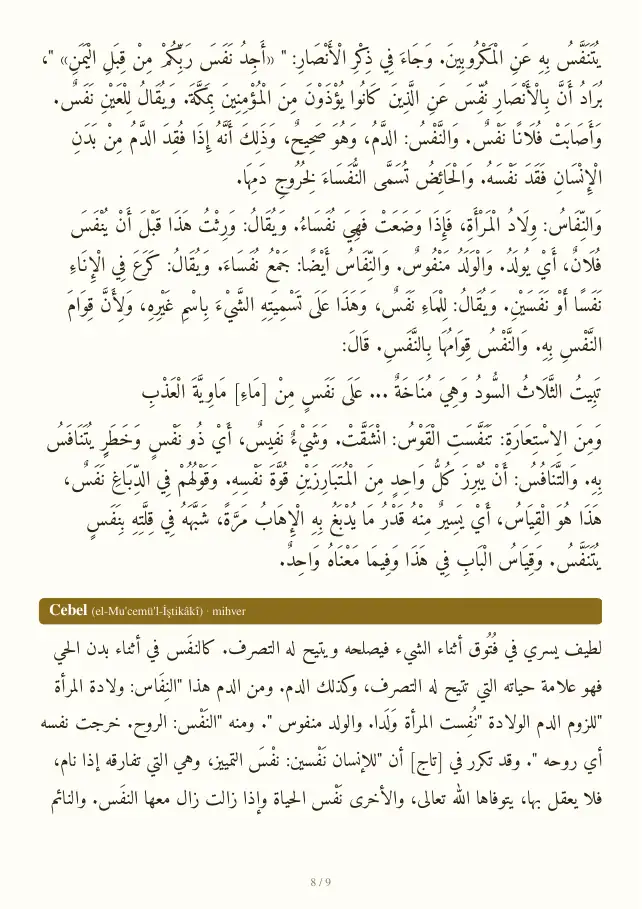 يُتَنَفَّسُ بِهِ عَنِ الْمَكْرُوبِينَ. وَجَاءَ فِي ذِكْرِ الْأَنْصَارِ: " «أَجِدُ نَفَسَ رَبِّكُمْ مِنْ قِبَلِ الْيَمَنِ» "،
يُرَادُ أَنَّ بِالْأَنْصَارِ نُفِّسَ عَنِ الَّذِينَ كَانُوا يُؤْذَوْنَ مِنَ الْمُؤْمِنِينَ بِمَكَّةَ. وَيُقَالُ لِلْعَيْنِ نَفَسٌ.
وَأَصَابَتْ فُلَانًا نَفْسٌ. وَالنَّفْسُ: الدَّمُ، وَهُوَ صَحِيحٌ، وَذَلِكَ أَنَّهُ إِذَا فُقِدَ الدَّمُ مِنْ بَدَنِ
الْإِنْسَانِ فَقَدَ نَفْسَهُ. وَالْحَائِضُ تُسَمَّى النُّفَسَاءَ لِخُرُوجِ دَمِهَا.
وَالنِّفَاسُ: وِلَادُ الْمَرْأَةِ، فَإِذَا وَضَعَتْ فَهِيَ نُفَسَاءُ. وَيُقَالُ: وَرِثْتُ هَذَا قَبْلَ أَنْ يُنْفَسَ
فُلَانٌ، أَيْ يُولَدُ. وَالْوَلَدُ مَنْفُوسٌ. وَالنِّفَاسُ أَيْضًا: جَمْعُ نُفَسَاءَ. وَيُقَالُ: كَرَعَ فِي الْإِنَاءِ
نَفَسًا أَوْ نَفَسَيْنِ. وَيُقَالُ: لِلْمَاءِ نَفَسٌ، وَهَذَا عَلَى تَسْمِيَتِهِ الشَّيْءَ بِاسْمِ غَيْرِهِ، وَلِأَنَّ قِوَامَ
النَّفْسِ بِهِ. وَالنَّفْسُ قِوَامُهَا بِالنَّفَسِ. قَالَ:
تَبِيتُ الثَّلَاثُ السُّودُ وَهِيَ مُنَاخَةٌ ... عَلَى نَفَسٍ مِنْ [مَاءِ] مَاوِيَّةَ الْعَذْبِ
وَمِنَ الِاسْتِعَارَةِ: تَنَفَّسَتِ الْقَوْسُ: انْشَقَّتْ. وَشَيْءٌ نَفِيسٌ، أَيْ ذُو نَفْسٍ وَخَطَرٍ يُتَنَافَسُ
بِهِ. وَالتَّنَافُسُ: أَنْ يُبْرِزَ كُلُّ وَاحِدٍ مِنَ الْمُتَبَارِزَيْنِ قُوَّةَ نَفْسِهِ. وَقَوْلُهُمْ فِي الدِّبَاغِ نَفَسٌ،
هَذَا هُوَ الْقِيَاسُ، أَيْ يَسِيرٌ مِنْهُ قَدْرُ مَا يُدْبَغُ بِهِ الْإِهَابُ مَرَّةً، شَبَّهَهُ فِي قِلَّتِهِ بِنَفَسٍ
يُتَنَفَّسُ. وَقِيَاسُ الْبَابِ فِي هَذَا وَفِيمَا مَعْنَاهُ وَاحِدٌ.
Cebel (el-Mu'cemü'l-İştikâkî) · mihver
لطيف يسري في فُتُوق أثناء الشيء فيصلحه ويتيح له التصرف. كالنفَس في أثناء بدن الحي
فهو علامة حياته التي تتيح له التصرف، وكذلك الدم. ومن الدم هذا "النِفَاس: ولادة المرأة
"للزوم الدم الولادة "نُفِست المرأة وَلَدا. والولد منفوس ". ومنه "النَفْس: الروح. خرجت نفسه
أي روحه ". وقد تكرر في [تاج] أن "للإنسان نَفْسين: نفْسَ التمييز، وهي التي تفارقه إذا نام،
فلا يعقل بها، يتوفاها الله تعالى، والأخرى نَفْس الحياة وإذا زالت زال معها النفَس. والنائم
8 / 9